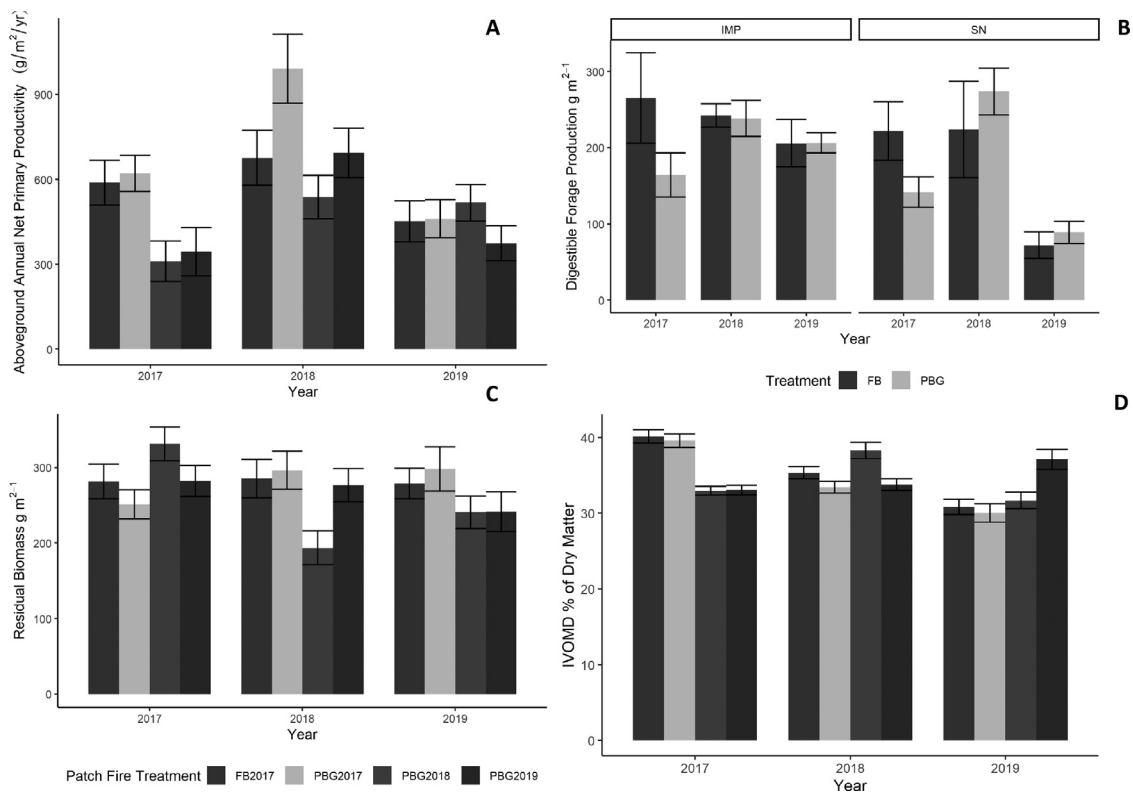 A
Aboveground Annual Net Primary Productivity (g/m²/yr)
900
600
300
0
2017 2018 2019
Year
B
IMP SN
Digestible Forage Production g m⁻¹
300
200
100
0
2017 2018 2019 2017 2018 2019
Year
Treatment FB PBG
C
Residual Biomass g m⁻¹
300
200
100
0
2017 2018 2019
Year
Patch Fire Treatment FB2017 PBG2017 PBG2018 PBG2019
D
IVOMD % of Dry Matter
40
30
20
10
0
2017 2018 2019
Year